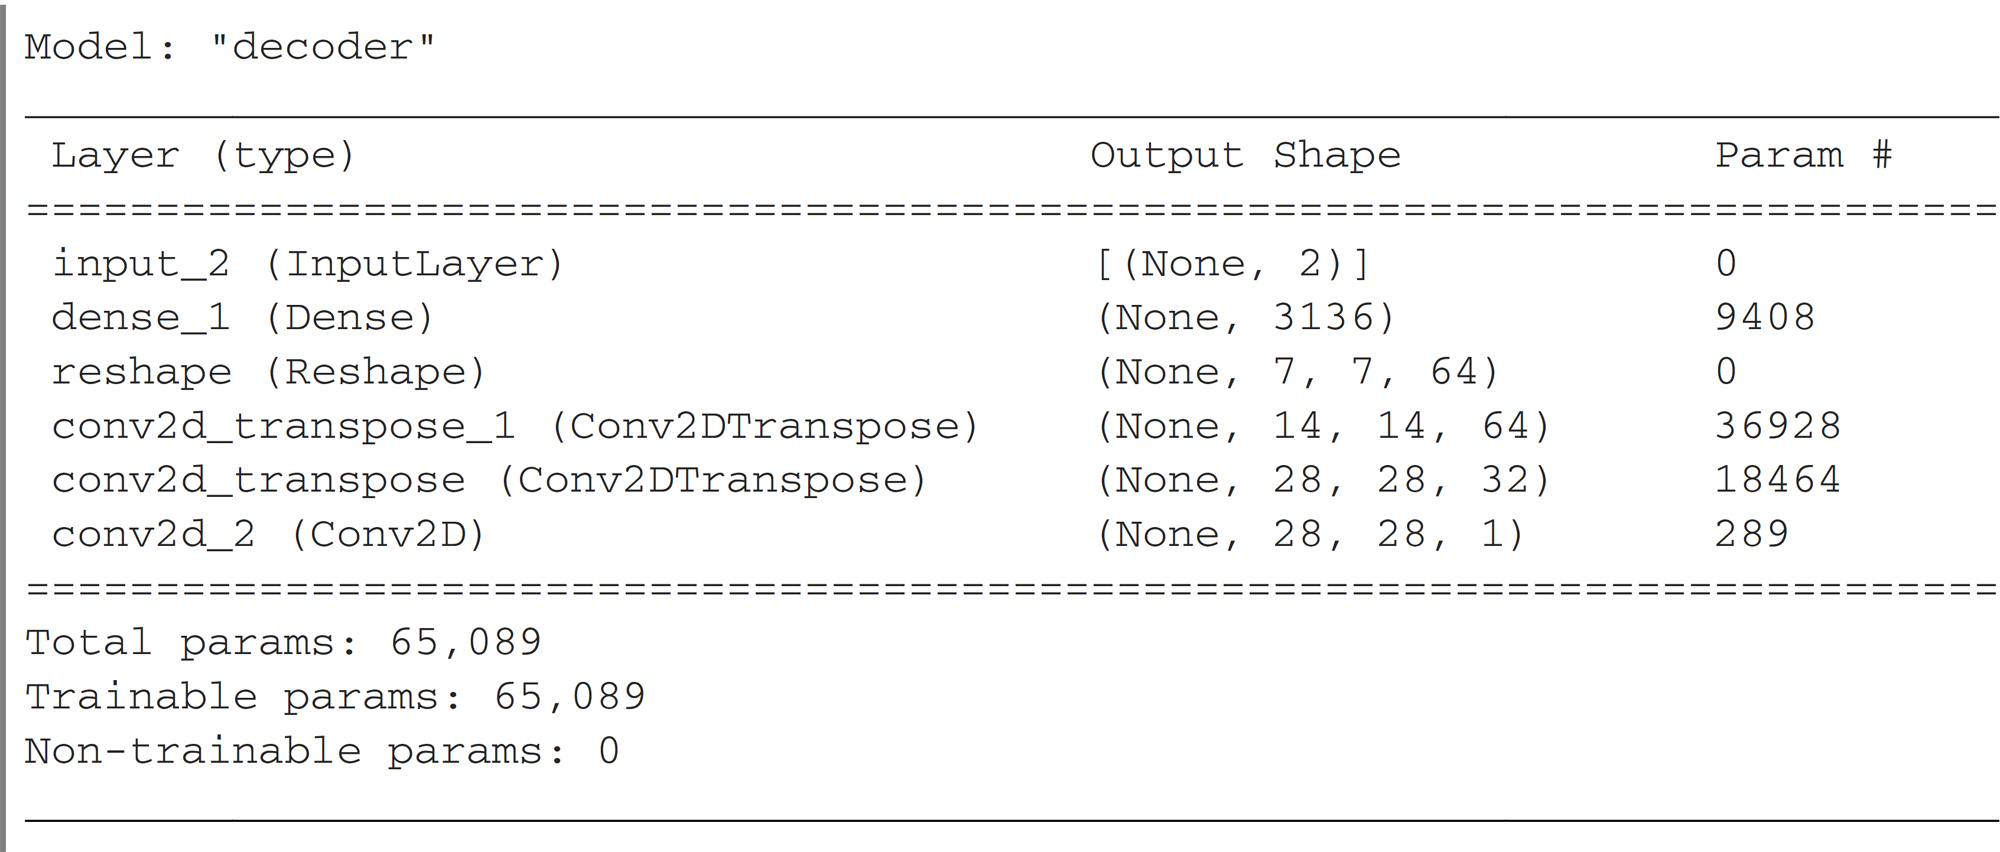 Model: "decoder"
Layer (type) Output Shape Param #
=============================================================================
input_2 (InputLayer) [(None, 2)] 0
dense_1 (Dense) (None, 3136) 9408
reshape (Reshape) (None, 7, 7, 64) 0
conv2d_transpose_1 (Conv2DTranspose) (None, 14, 14, 64) 36928
conv2d_transpose (Conv2DTranspose) (None, 28, 28, 32) 18464
conv2d_2 (Conv2D) (None, 28, 28, 1) 289
=============================================================================
Total params: 65,089
Trainable params: 65,089
Non-trainable params: 0